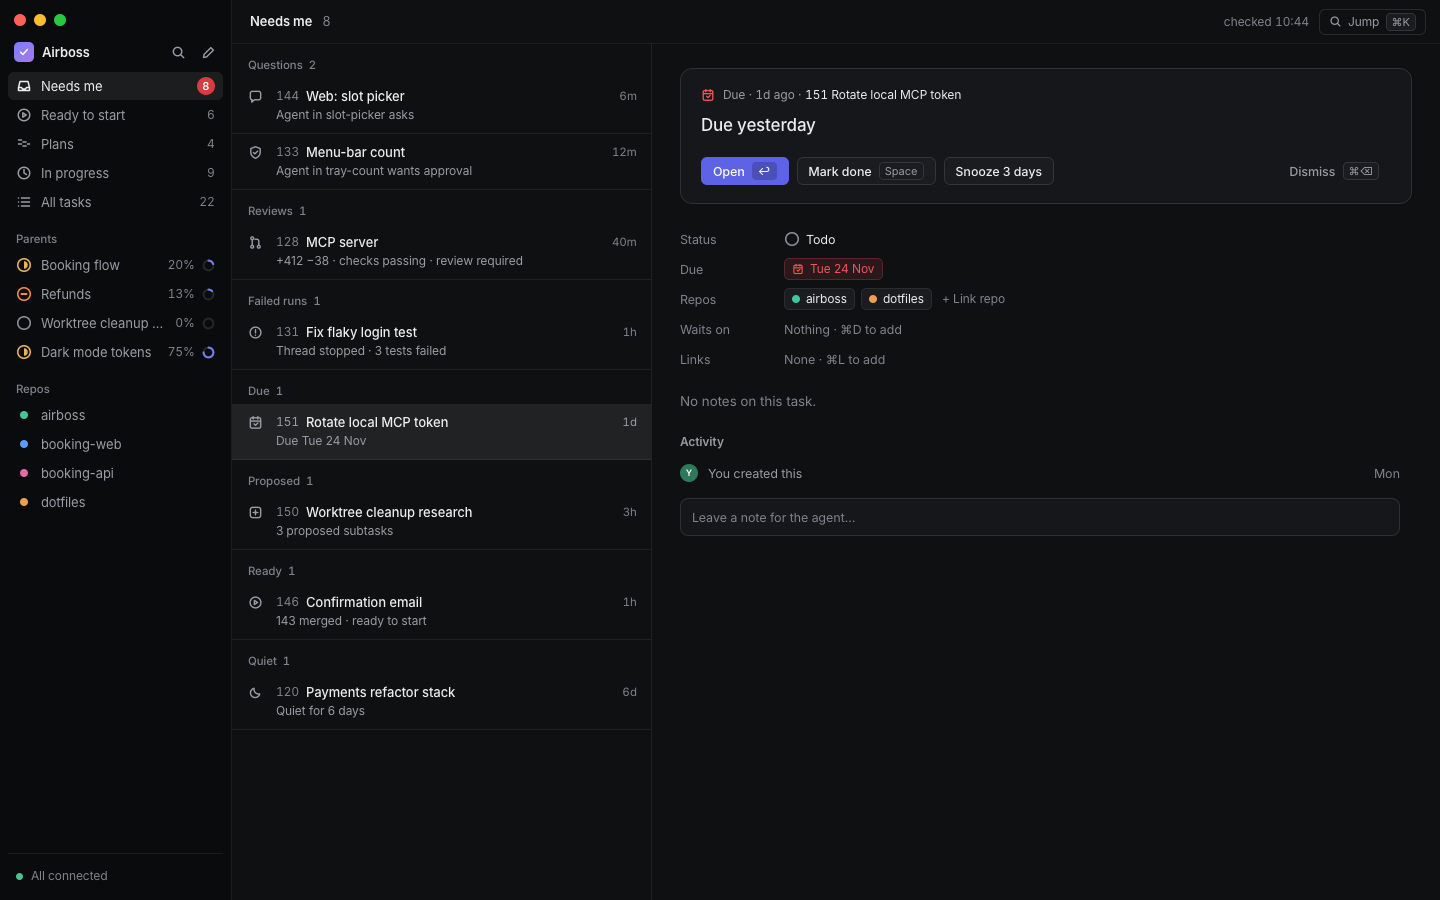 Airboss
Needs me 8
Ready to start 6
Plans 4
In progress 9
All tasks 22
Parents
Booking flow 20%
Refunds 13%
Worktree cleanup ... 0%
Dark mode tokens 75%
Repos
airboss
booking-web
booking-api
dotfiles
All connected
Needs me 8
checked 10:44
Jump ⌘K
Questions 2
144 Web: slot picker 6m
Agent in slot-picker asks
133 Menu-bar count 12m
Agent in tray-count wants approval
Reviews 1
128 MCP server 40m
+412 −38 · checks passing · review required
Failed runs 1
131 Fix flaky login test 1h
Thread stopped · 3 tests failed
Due 1
151 Rotate local MCP token 1d
Due Tue 24 Nov
Proposed 1
150 Worktree cleanup research 3h
3 proposed subtasks
Ready 1
146 Confirmation email 1h
143 merged · ready to start
Quiet 1
120 Payments refactor stack 6d
Quiet for 6 days
Due · 1d ago · 151 Rotate local MCP token
Due yesterday
Open ↩ Mark done Space Snooze 3 days Dismiss ⌘⌫
Status Todo
Due Tue 24 Nov
Repos airboss dotfiles + Link repo
Waits on Nothing · ⌘D to add
Links None · ⌘L to add
No notes on this task.
Activity
Y You created this Mon
Leave a note for the agent...